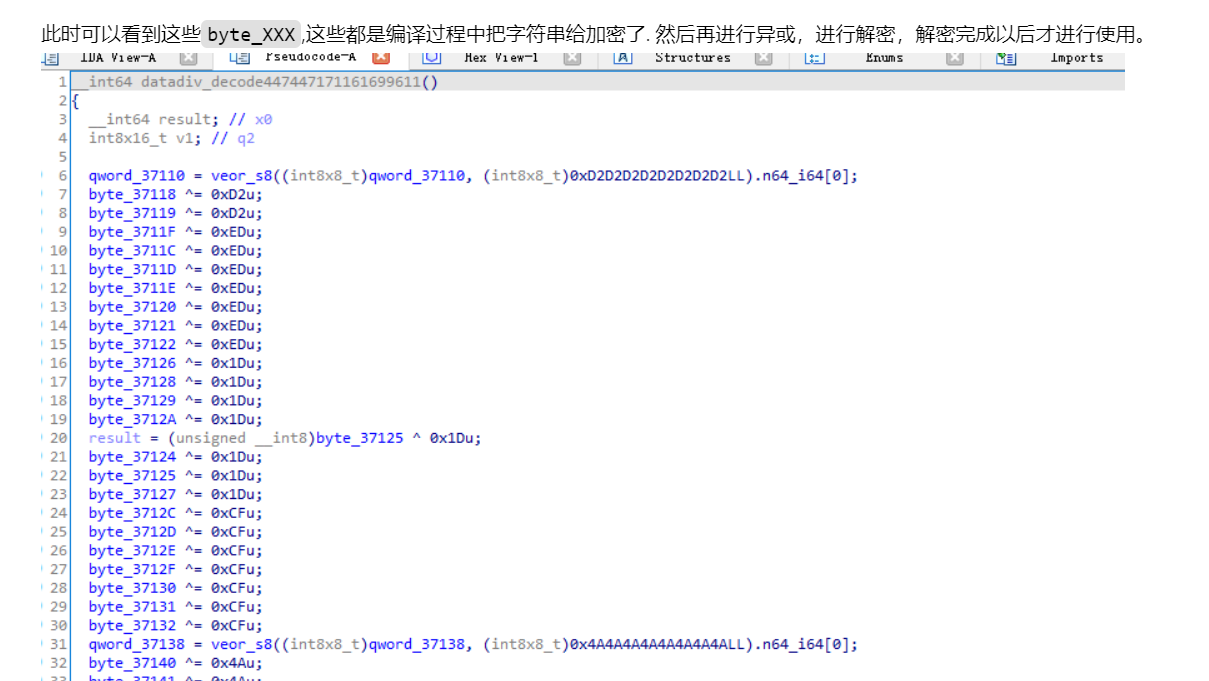 此时可以看到这些 byte_XXX ,这些都是编译过程中把字符串给加密了. 然后再进行异或，进行解密，解密完成以后才进行使用。
IDA View-A Pseudocode-A Hex View-1 Structures Enums Imports
1 __int64 datadiv_decode447447171161699611()
2 {
3 __int64 result; // x0
4 int8x16_t v1; // q2
5
6 qword_37110 = veor_s8((int8x8_t)qword_37110, (int8x8_t)0xD2D2D2D2D2D2D2D2LL).n64_i64[0];
7 byte_37118 ^= 0xD2u;
8 byte_37119 ^= 0xD2u;
9 byte_3711F ^= 0xEDu;
10 byte_3711C ^= 0xEDu;
11 byte_3711D ^= 0xEDu;
12 byte_3711E ^= 0xEDu;
13 byte_37120 ^= 0xEDu;
14 byte_37121 ^= 0xEDu;
15 byte_37122 ^= 0xEDu;
16 byte_37126 ^= 0x1Du;
17 byte_37128 ^= 0x1Du;
18 byte_37129 ^= 0x1Du;
19 byte_3712A ^= 0x1Du;
20 result = (unsigned __int8)byte_37125 ^ 0x1Du;
21 byte_37124 ^= 0x1Du;
22 byte_37125 ^= 0x1Du;
23 byte_37127 ^= 0x1Du;
24 byte_3712C ^= 0xCFu;
25 byte_3712D ^= 0xCFu;
26 byte_3712E ^= 0xCFu;
27 byte_3712F ^= 0xCFu;
28 byte_37130 ^= 0xCFu;
29 byte_37131 ^= 0xCFu;
30 byte_37132 ^= 0xCFu;
31 qword_37138 = veor_s8((int8x8_t)qword_37138, (int8x8_t)0x4A4A4A4A4A4A4A4ALL).n64_i64[0];
32 byte_37140 ^= 0x4Au;
33 byte_37141 ^= 0x4Au;